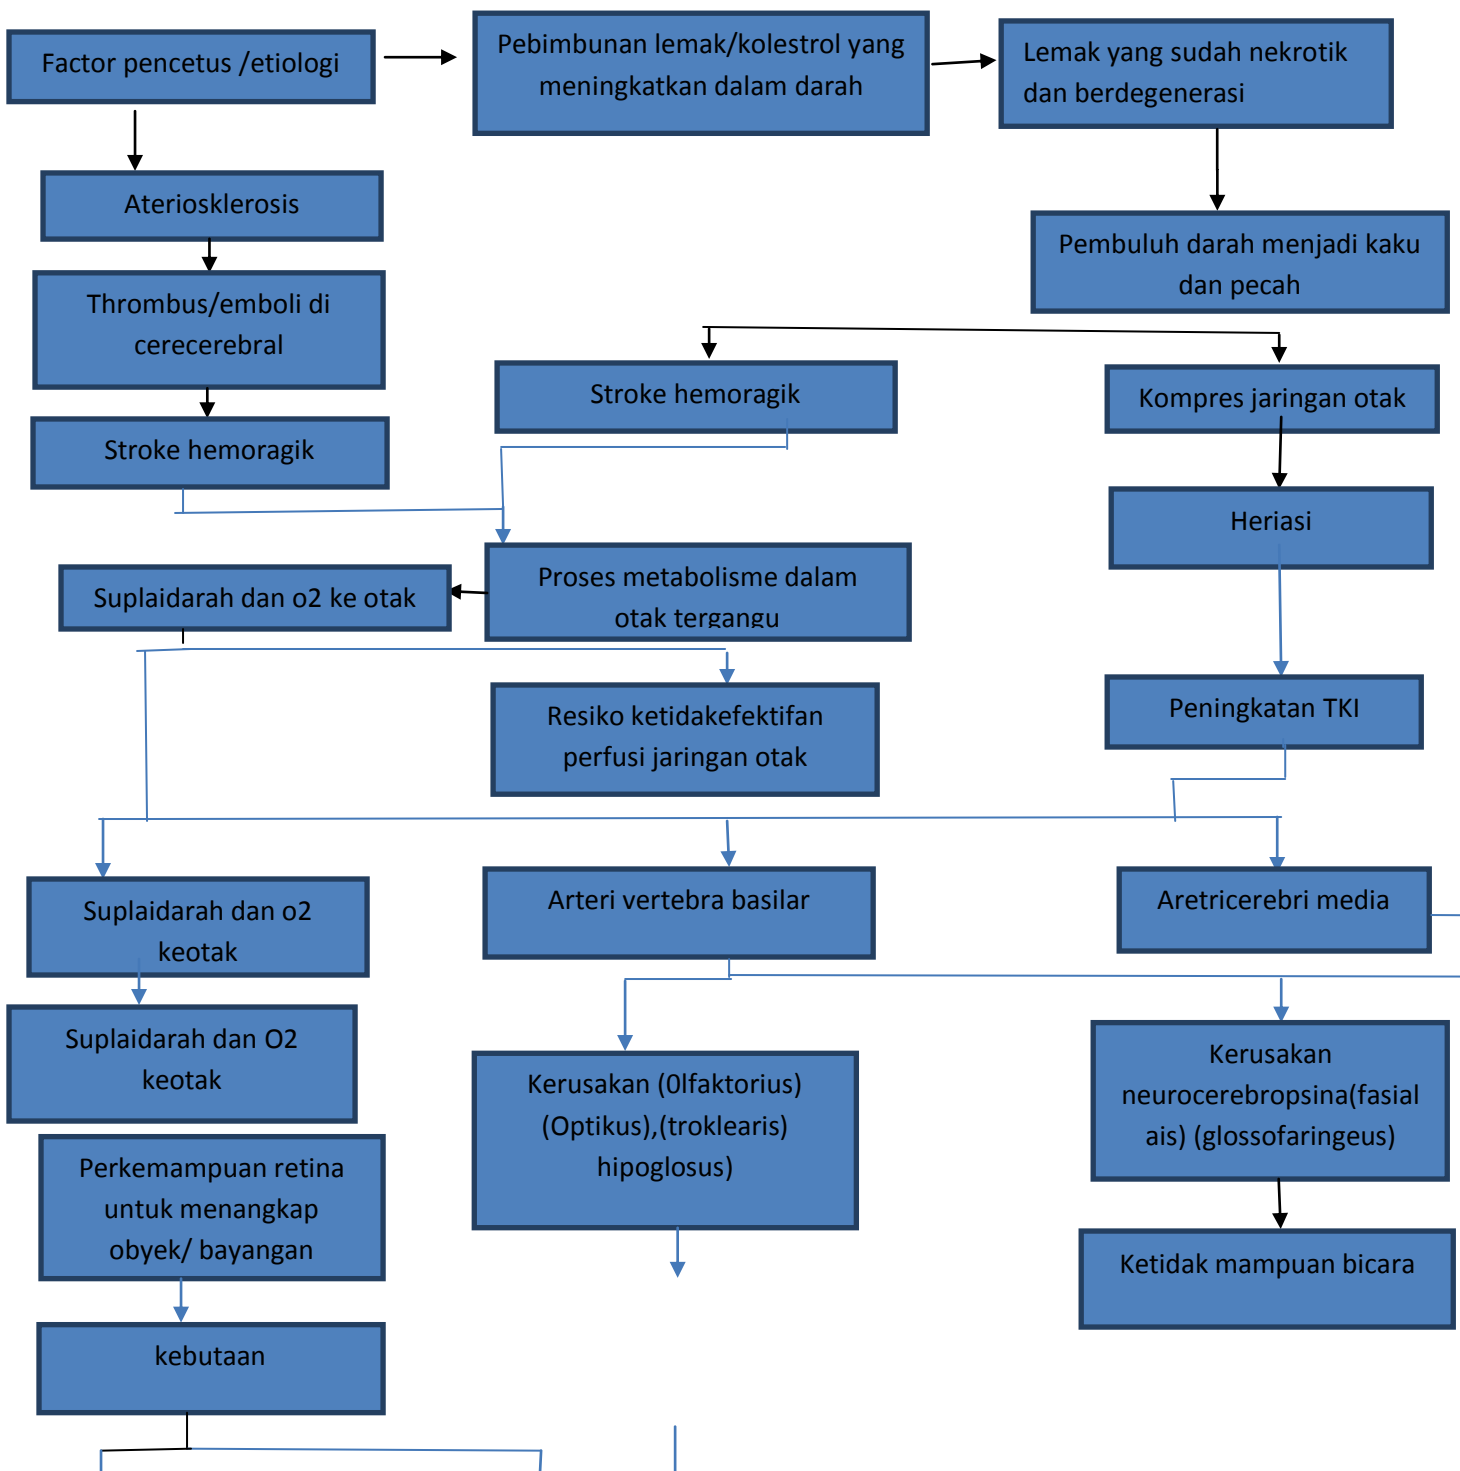 Factor pencetus /etiologi
Pebimbunan lemak/kolestrol yang
meningkatkan dalam darah
Lemak yang sudah nekrotik
dan berdegenerasi
Ateriosklerosis
Pembuluh darah menjadi kaku
dan pecah
Thrombus/emboli di
cerecerebral
Stroke hemoragik
Kompres jaringan otak
Stroke hemoragik
Heriasi
Proses metabolisme dalam
otak tergangu
Suplaidarah dan o2 ke otak
Resiko ketidakefektifan
perfusi jaringan otak
Peningkatan TKI
Suplaidarah dan o2
keotak
Arteri vertebra basilar
Aretricerebri media
Suplaidarah dan O2
keotak
Kerusakan (0lfaktorius)
(Optikus),(troklearis)
hipoglosus)
Kerusakan
neurocerebropsina(fasial
ais) (glossofaringeus)
Perkemampuan retina
untuk menangkap
obyek/ bayangan
Ketidak mampuan bicara
kebutaan